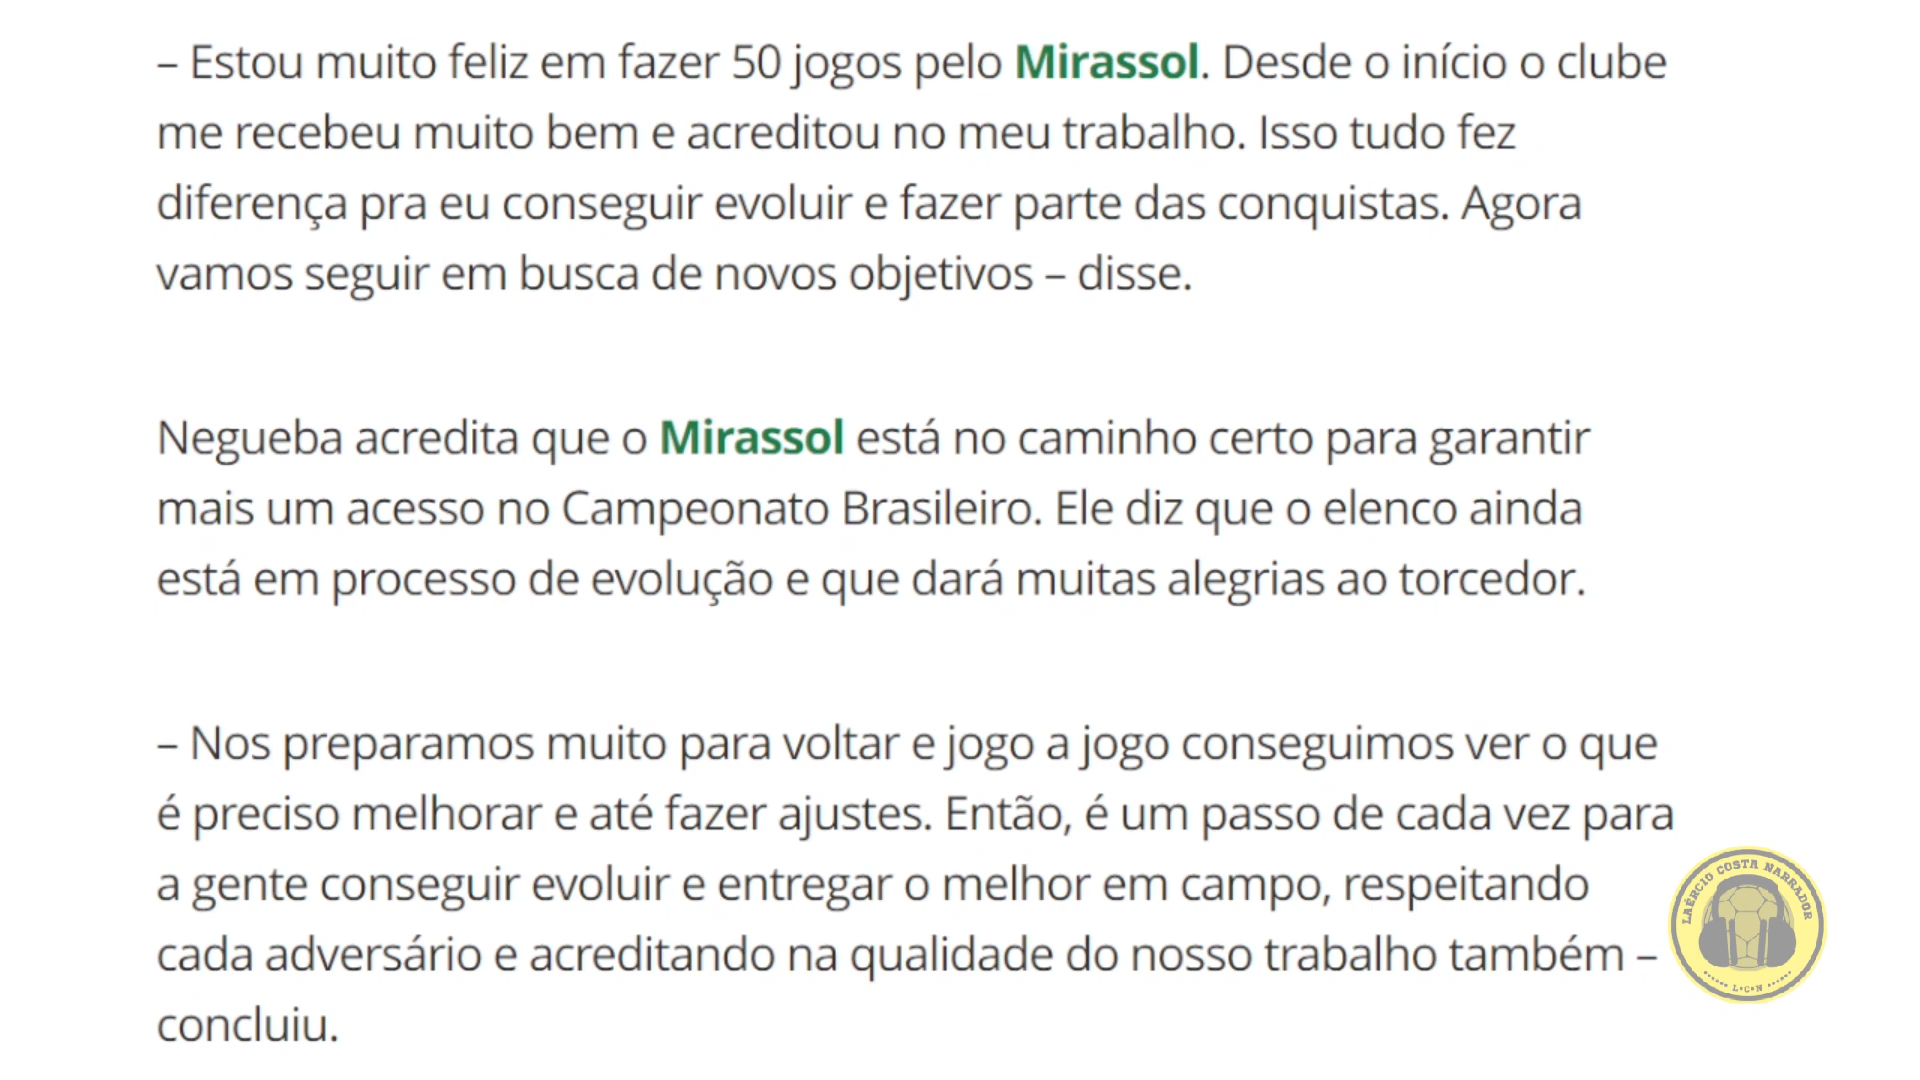 – Estou muito feliz em fazer 50 jogos pelo Mirassol. Desde o início o clube
me recebeu muito bem e acreditou no meu trabalho. Isso tudo fez
diferença pra eu conseguir evoluir e fazer parte das conquistas. Agora
vamos seguir em busca de novos objetivos – disse.
Negueba acredita que o Mirassol está no caminho certo para garantir
mais um acesso no Campeonato Brasileiro. Ele diz que o elenco ainda
está em processo de evolução e que dará muitas alegrias ao torcedor.
– Nos preparamos muito para voltar e jogo a jogo conseguimos ver o que
é preciso melhorar e até fazer ajustes. Então, é um passo de cada vez para
a gente conseguir evoluir e entregar o melhor em campo, respeitando
cada adversário e acreditando na qualidade do nosso trabalho também –
concluiu.
LAÉRCIO COSTA NARRADOR
L•C•N